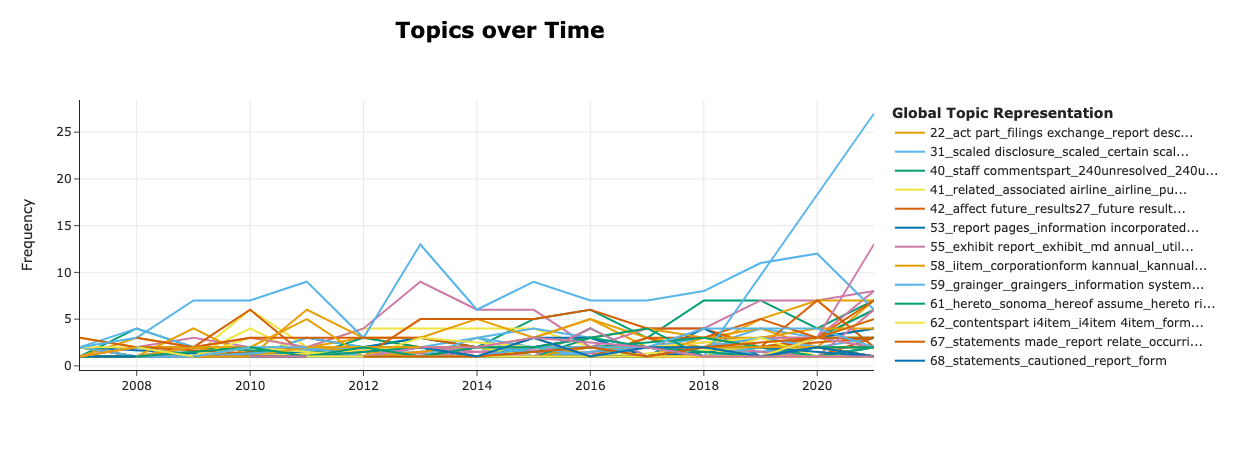 Topics over Time
Frequency
25
20
15
10
5
0
2008
2010
2012
2014
2016
2018
2020
Global Topic Representation
22_act part_filings exchange_report desc...
31_scaled disclosure_scaled_certain scal...
40_staff commentspart_240unresolved_240u...
41_related_associated airline_airline_pu...
42_affect future_results27_future result...
53_report pages_information incorporated...
55_exhibit report_exhibit_md annual_util...
58_iitem_corporationform kannual_kannual...
59_grainger_graingers_information system...
61_hereto_sonoma_hereof assume_hereto ri...
62_contentspart i4item_i4item 4item_form...
67_statements made_report relate_occurri...
68_statements_cautioned_report_form